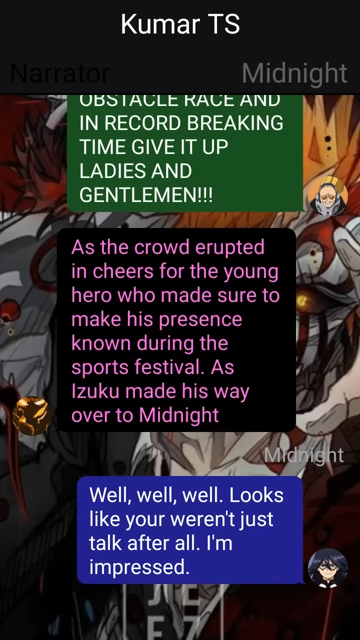 Kumar TS
Narrator
Midnight
OBSTACLE RACE AND
IN RECORD BREAKING
TIME GIVE IT UP
LADIES AND
GENTLEMEN!!!
As the crowd erupted
in cheers for the young
hero who made sure to
make his presence
known during the
sports festival. As
Izuku made his way
over to Midnight
Midnight
Well, well, well. Looks
like your weren't just
talk after all. I'm
impressed.